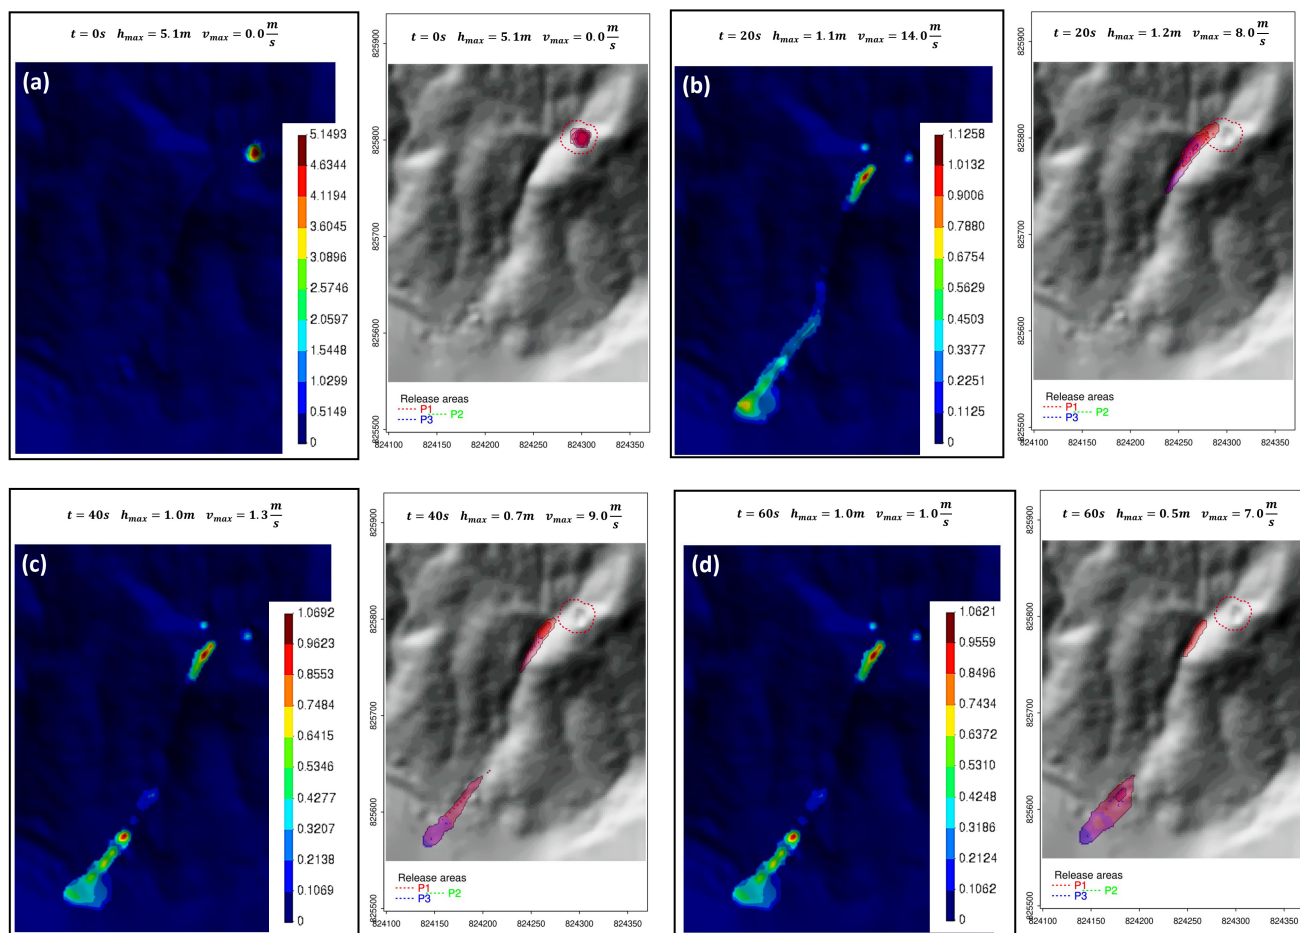 t = 0s h_max = 5.1m v_max = 0.0 m/s
(a)
5.1493
4.6344
4.1194
3.6045
3.0896
2.5746
2.0597
1.5448
1.0299
0.5149
0
t = 0s h_max = 5.1m v_max = 0.0 m/s
825900
825800
825700
825600
825500
Release areas
P1
P2
P3
824100 824150 824200 824250 824300 824350
t = 20s h_max = 1.1m v_max = 14.0 m/s
(b)
1.1258
1.0132
0.9006
0.7880
0.6754
0.5629
0.4503
0.3377
0.2251
0.1125
0
t = 20s h_max = 1.2m v_max = 8.0 m/s
825900
825800
825700
825600
825500
Release areas
P1
P2
P3
824100 824150 824200 824250 824300 824350
t = 40s h_max = 1.0m v_max = 1.3 m/s
(c)
1.0692
0.9623
0.8553
0.7484
0.6415
0.5346
0.4277
0.3207
0.2138
0.1069
0
t = 40s h_max = 0.7m v_max = 9.0 m/s
825900
825800
825700
825600
825500
Release areas
P1
P2
P3
824100 824150 824200 824250 824300 824350
t = 60s h_max = 1.0m v_max = 1.0 m/s
(d)
1.0621
0.9559
0.8496
0.7434
0.6372
0.5310
0.4248
0.3186
0.2124
0.1062
0
t = 60s h_max = 0.5m v_max = 7.0 m/s
825900
825800
825700
825600
825500
Release areas
P1
P2
P3
824100 824150 824200 824250 824300 824350